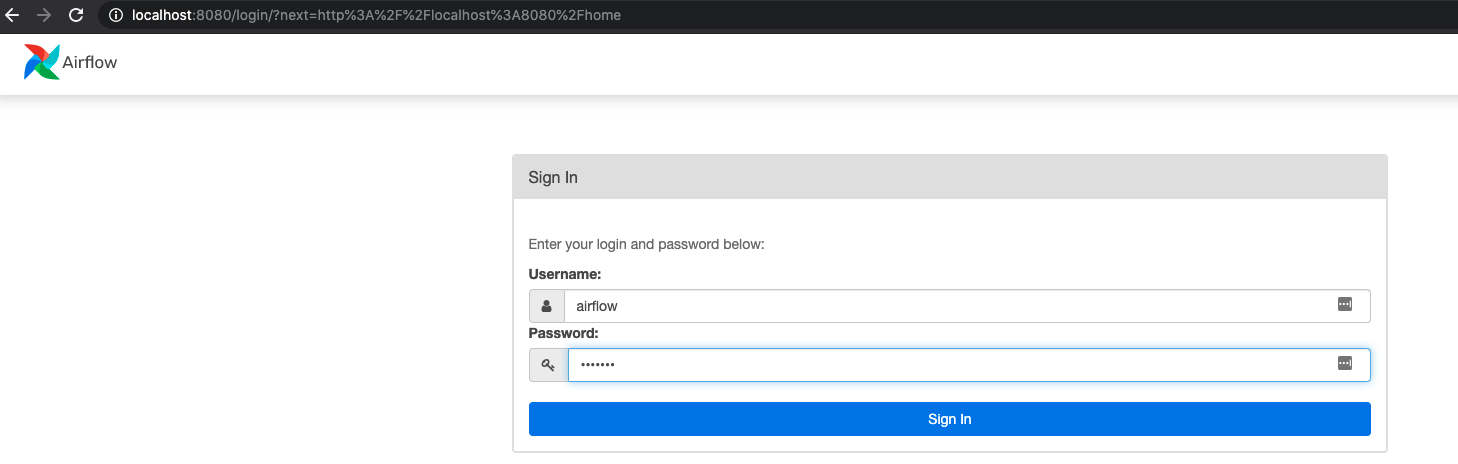 localhost:8080/login/?next=http%3A%2F%2Flocalhost%3A8080%2Fhome
Airflow
Sign In
Enter your login and password below:
Username:
airflow
Password:
•••••••
Sign In